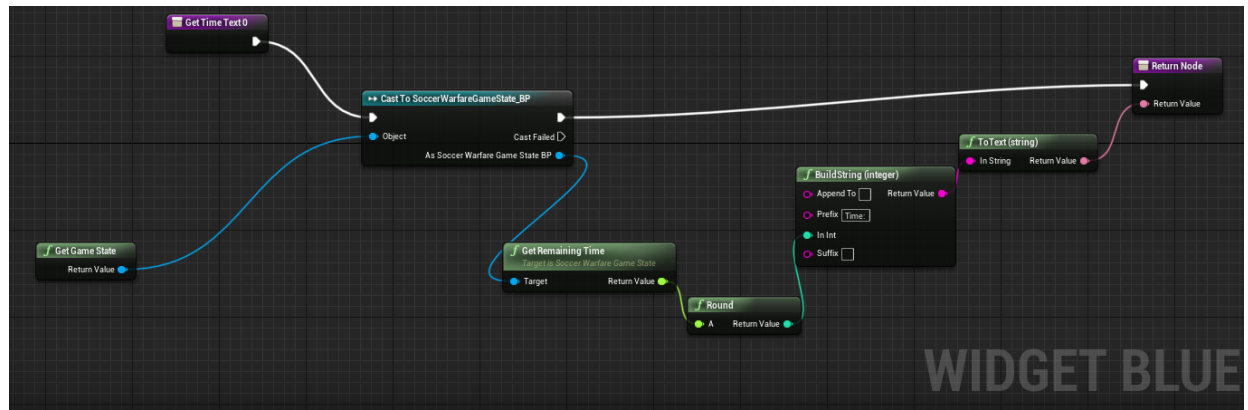 Get Time Text 0
Return Node
Return Value
Cast To SoccerWarfareGameState_BP
Object
Cast Failed
As Soccer Warfare Game State BP
ToText (string)
In String Return Value
BuildString (integer)
Append To Return Value
Prefix Time:
In Int
Suffix
Get Game State
Return Value
Get Remaining Time
Target is Soccer Warfare Game State
Target Return Value
Round
A Return Value
WIDGET BLUE